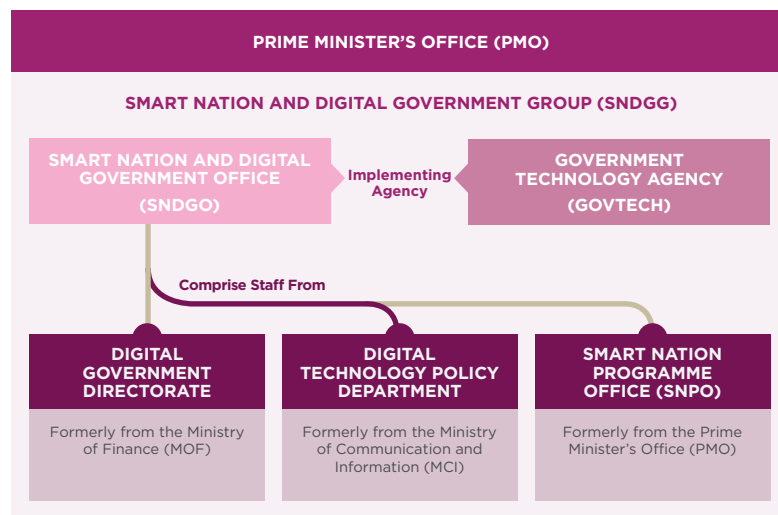 PRIME MINISTER’S OFFICE (PMO)
SMART NATION AND DIGITAL GOVERNMENT GROUP (SNDGG)
SMART NATION AND DIGITAL
GOVERNMENT OFFICE
(SNDGO)
Implementing
Agency
GOVERNMENT
TECHNOLOGY AGENCY
(GOVTECH)
Comprise Staff From
DIGITAL
GOVERNMENT
DIRECTORATE
Formerly from the Ministry
of Finance (MOF)
DIGITAL
TECHNOLOGY POLICY
DEPARTMENT
Formerly from the Ministry
of Communication and
Information (MCI)
SMART NATION
PROGRAMME
OFFICE (SNPO)
Formerly from the Prime
Minister’s Office (PMO)